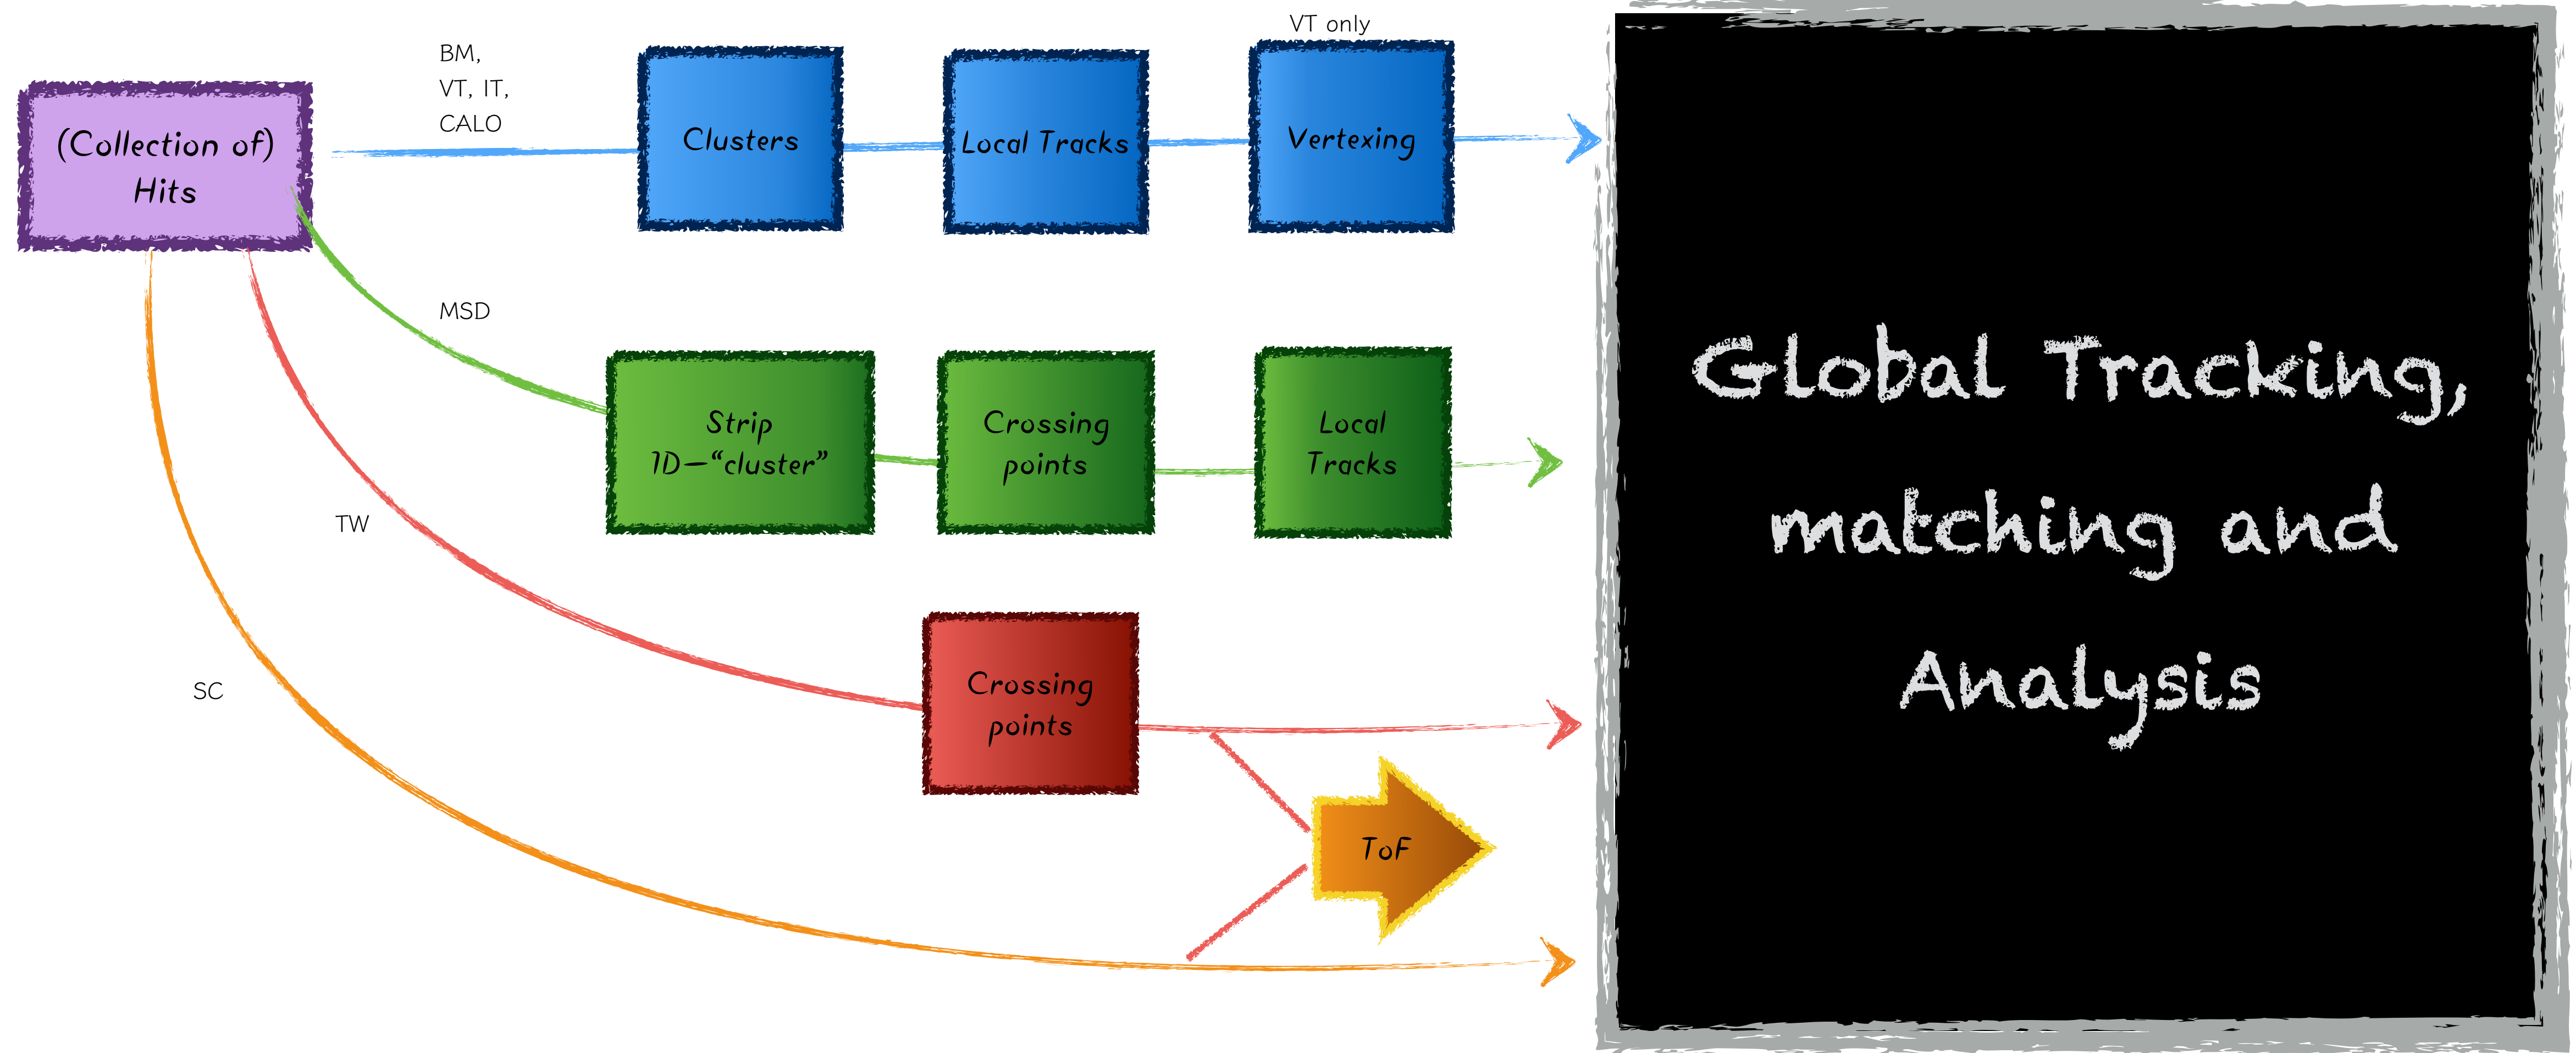 VT only
BM,
VT, IT,
CALO
(Collection of)
Hits
Clusters
Local Tracks
Vertexing
MSD
Strip
1D-“cluster”
Crossing
points
Local
Tracks
TW
Crossing
points
SC
ToF
Global Tracking,
matching and
Analysis